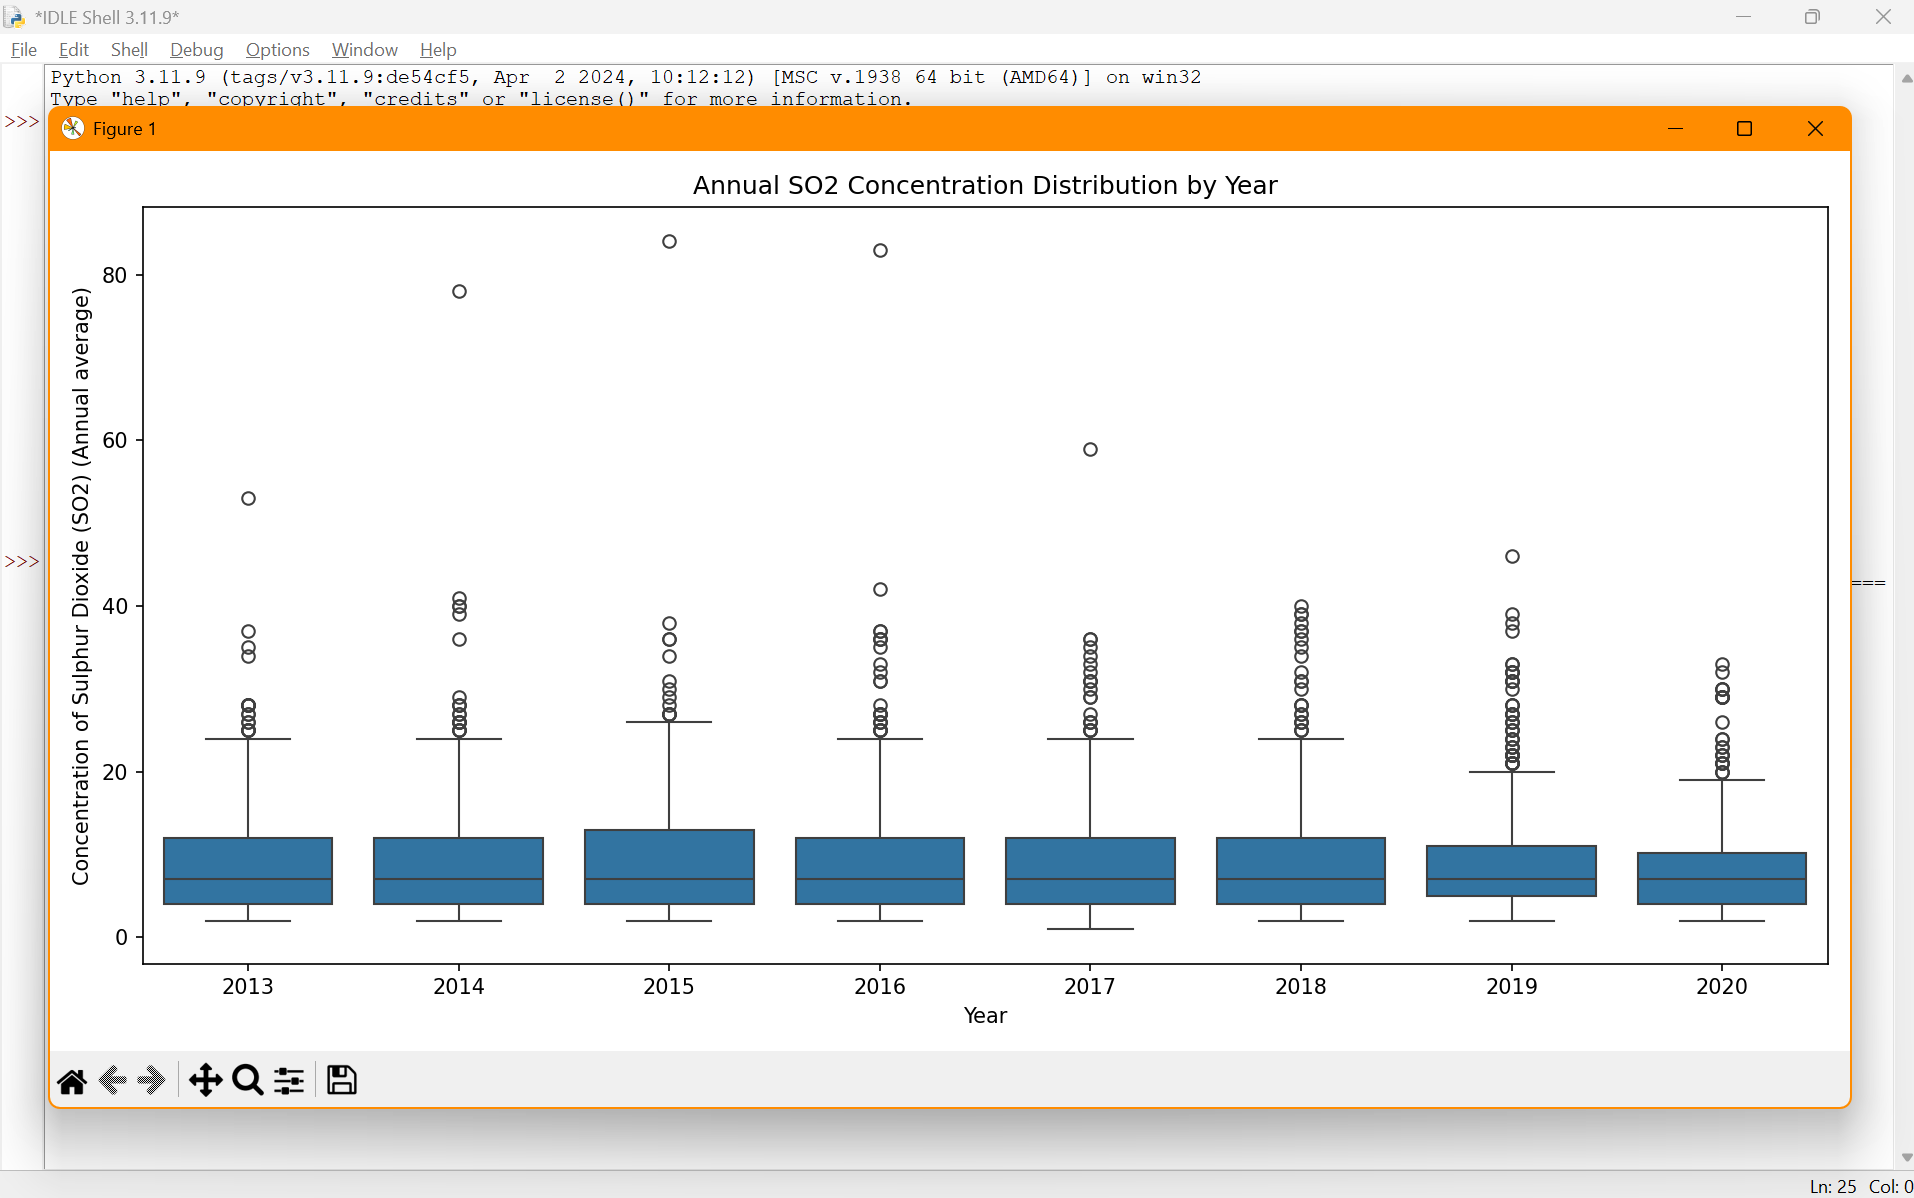 *IDLE Shell 3.11.9*
File Edit Shell Debug Options Window Help
Python 3.11.9 (tags/v3.11.9:de54cf5, Apr  2 2024, 10:12:12) [MSC v.1938 64 bit (AMD64)] on win32
Type "help", "copyright", "credits" or "license()" for more information.
>>>
Figure 1
Annual SO2 Concentration Distribution by Year
Concentration of Sulphur Dioxide (SO2) (Annual average)
80
60
40
20
0
>>>
===
2013 2014 2015 2016 2017 2018 2019 2020
Year
Ln: 25 Col: 0